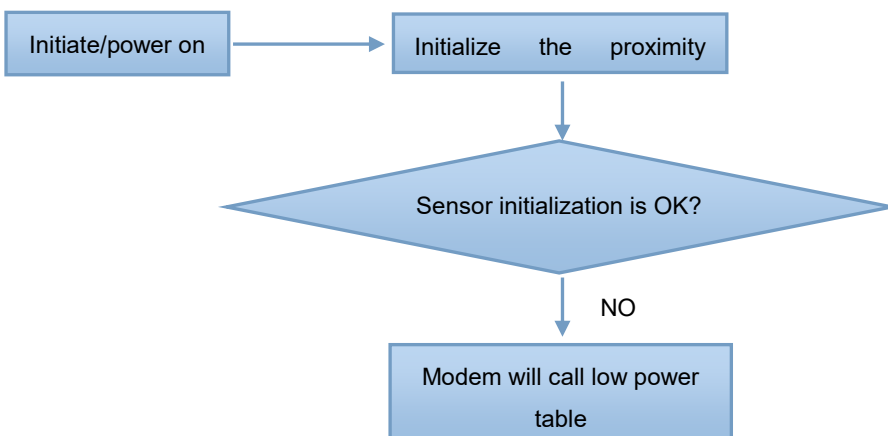 Initiate/power on
Initialize the proximity
Sensor initialization is OK?
NO
Modem will call low power
table